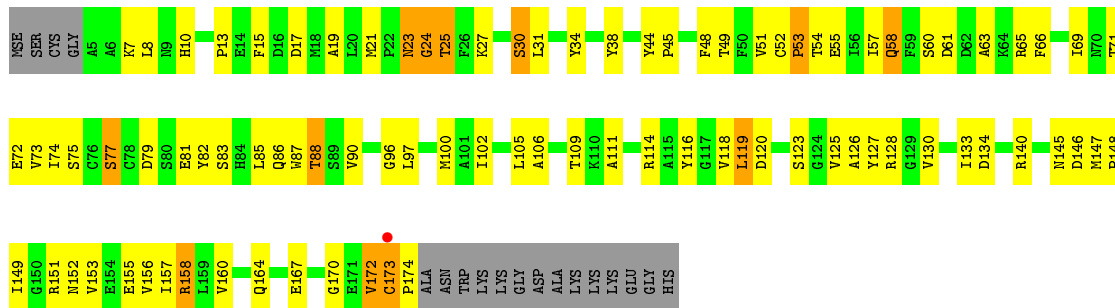 MSE SER CYS GLY A5 A6 K7 L8 N9 H10 P13 E14 F15 D16 D17 M18 A19 L20 M21 P22 N23 G24 T25 F26 K27 S30 L31 Y34 Y38 Y44 P45 F48 T49 F50 V51 C52 P53 T54 E55 I56 I57 Q58 F59 S60 D61 D62 A63 K64 R65 F66 I69 N70 T71
E72 V73 I74 S75 C76 S77 C78 D79 S80 E81 Y82 S83 H84 L85 Q86 W87 T88 S89 V90 G96 L97 M100 A101 I102 L105 A106 T109 K110 A111 R114 A115 Y116 G117 V118 L119 D120 S123 G124 V125 A126 Y127 R128 G129 V130 I133 D134 R140 N145 D146 M147 P148
I149 G150 R151 N152 V153 E154 E155 V156 I157 R158 L159 V160 Q164 E167 G170 E171 V172 G173 P174 ALA ASN TRP LYS LYS GLY ASP ALA LYS LYS LYS GLU GLY HIS